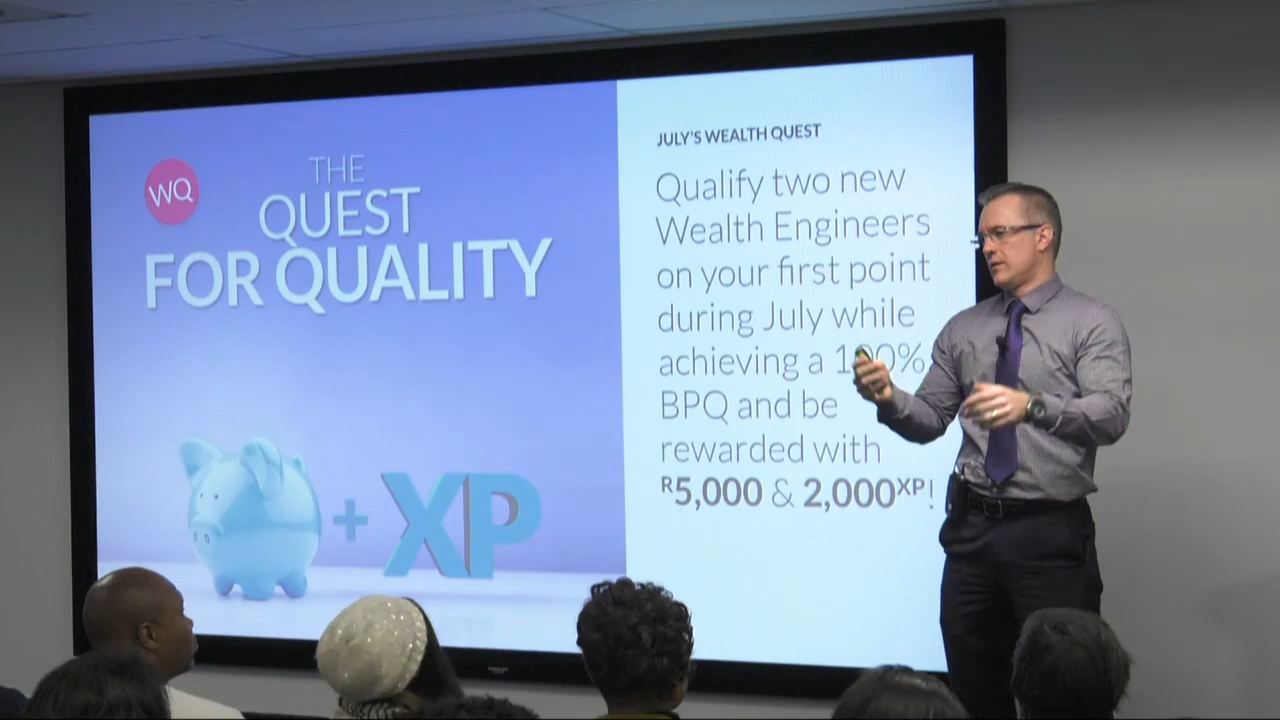 WQ
THE
QUEST
FOR QUALITY
+ XP
JULY'S WEALTH QUEST
Qualify two new
Wealth Engineers
on your first point
during July while
achieving a 100%
BPQ and be
rewarded with
R5,000 & 2,000XP!